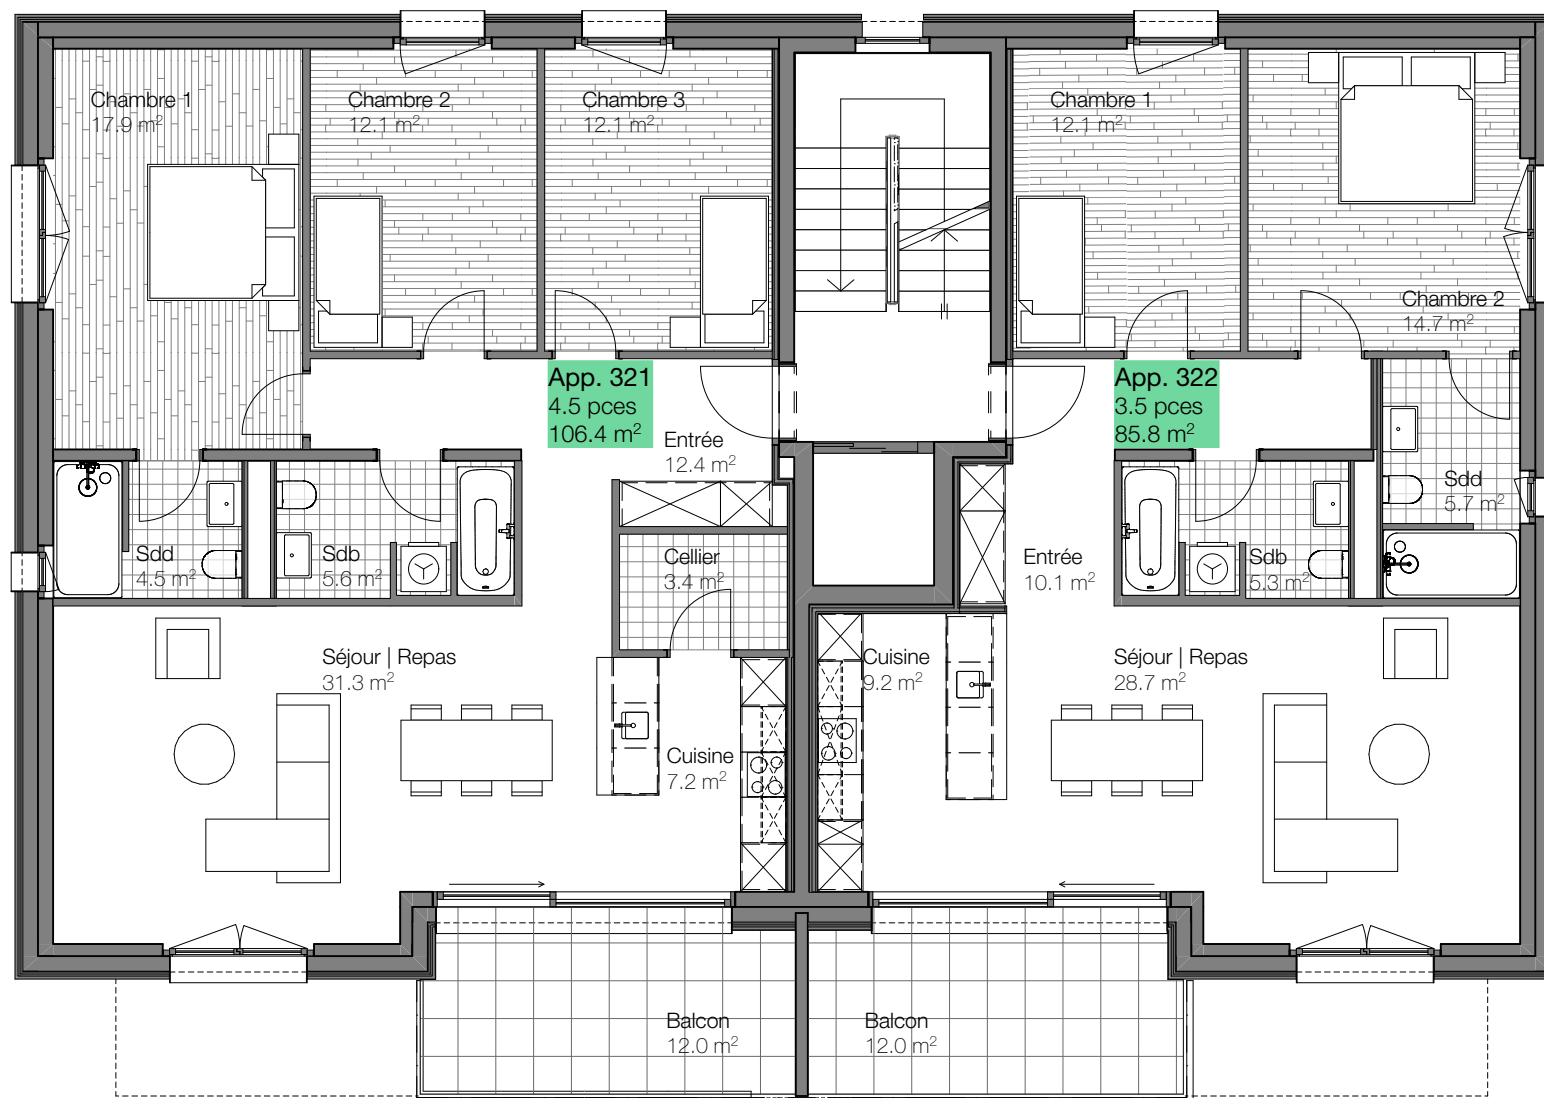 Chambre 1
17.9 m²
Chambre 2
12.1 m²
Chambre 3
12.1 m²
Chambre 1
12.1 m²
Chambre 2
14.7 m²
App. 321
4.5 pces
106.4 m²
App. 322
3.5 pces
85.8 m²
Entrée
12.4 m²
Sdd
4.5 m²
Sdb
5.6 m²
Cellier
3.4 m²
Entrée
10.1 m²
Sdb
5.3 m²
Sdd
5.7 m²
Séjour | Repas
31.3 m²
Cuisine
7.2 m²
Cuisine
9.2 m²
Séjour | Repas
28.7 m²
Balcon
12.0 m²
Balcon
12.0 m²